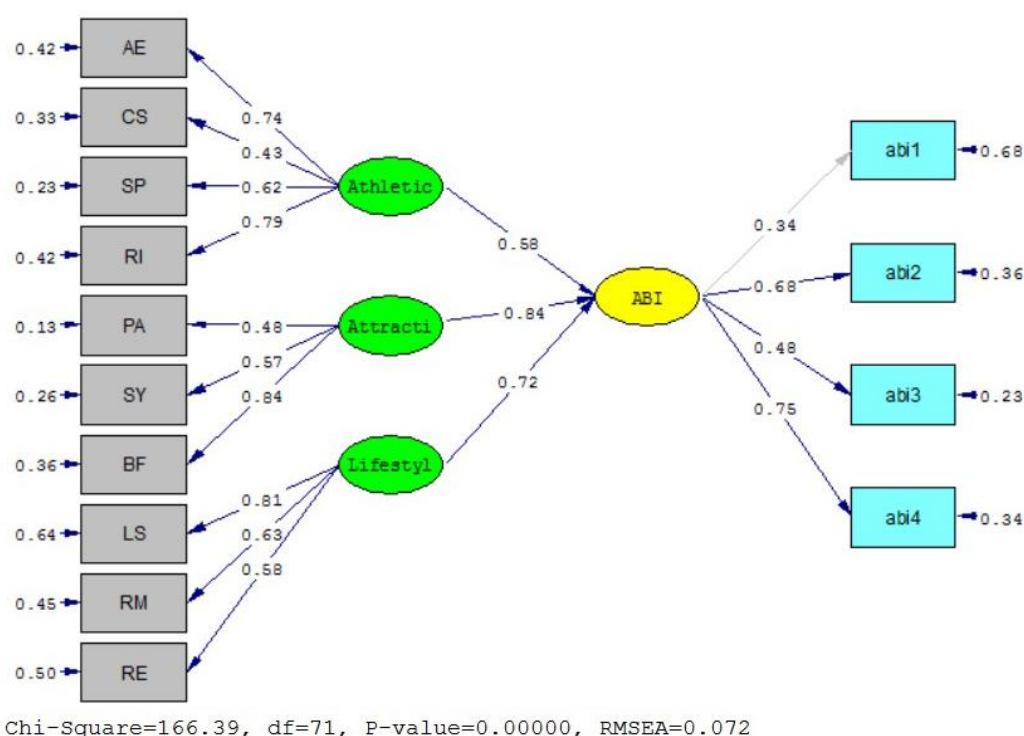 0.42 AE
0.74
0.33 CS
0.43
0.23 SP
0.62
Athletic
0.42 RI
0.79
0.58
0.13 PA
0.48
Attracti
0.84
0.26 SY
0.57
0.36 BF
0.84
0.64 LS
0.81
Lifestyl
0.72
0.45 RM
0.63
0.50 RE
0.58
ABI
0.34
abi1 0.68
0.68
abi2 0.36
0.48
abi3 0.23
0.75
abi4 0.34
Chi-Square=166.39, df=71, P-value=0.00000, RMSEA=0.072